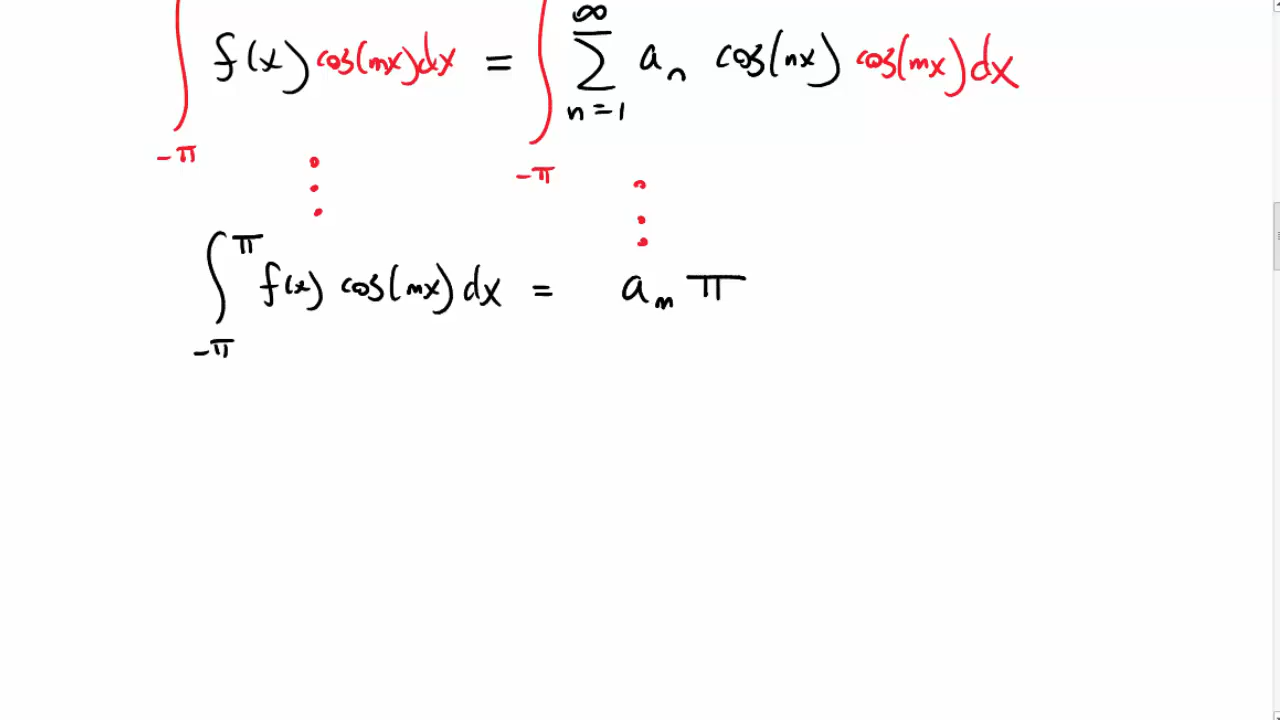 ∫_{-π} f(x) cos(mx) dx = ∫_{-π} ∑_{n=1}^{∞} a_n cos(nx) cos(mx) dx
⋮ ⋮
∫_{-π}^{π} f(x) cos(mx) dx = a_m π